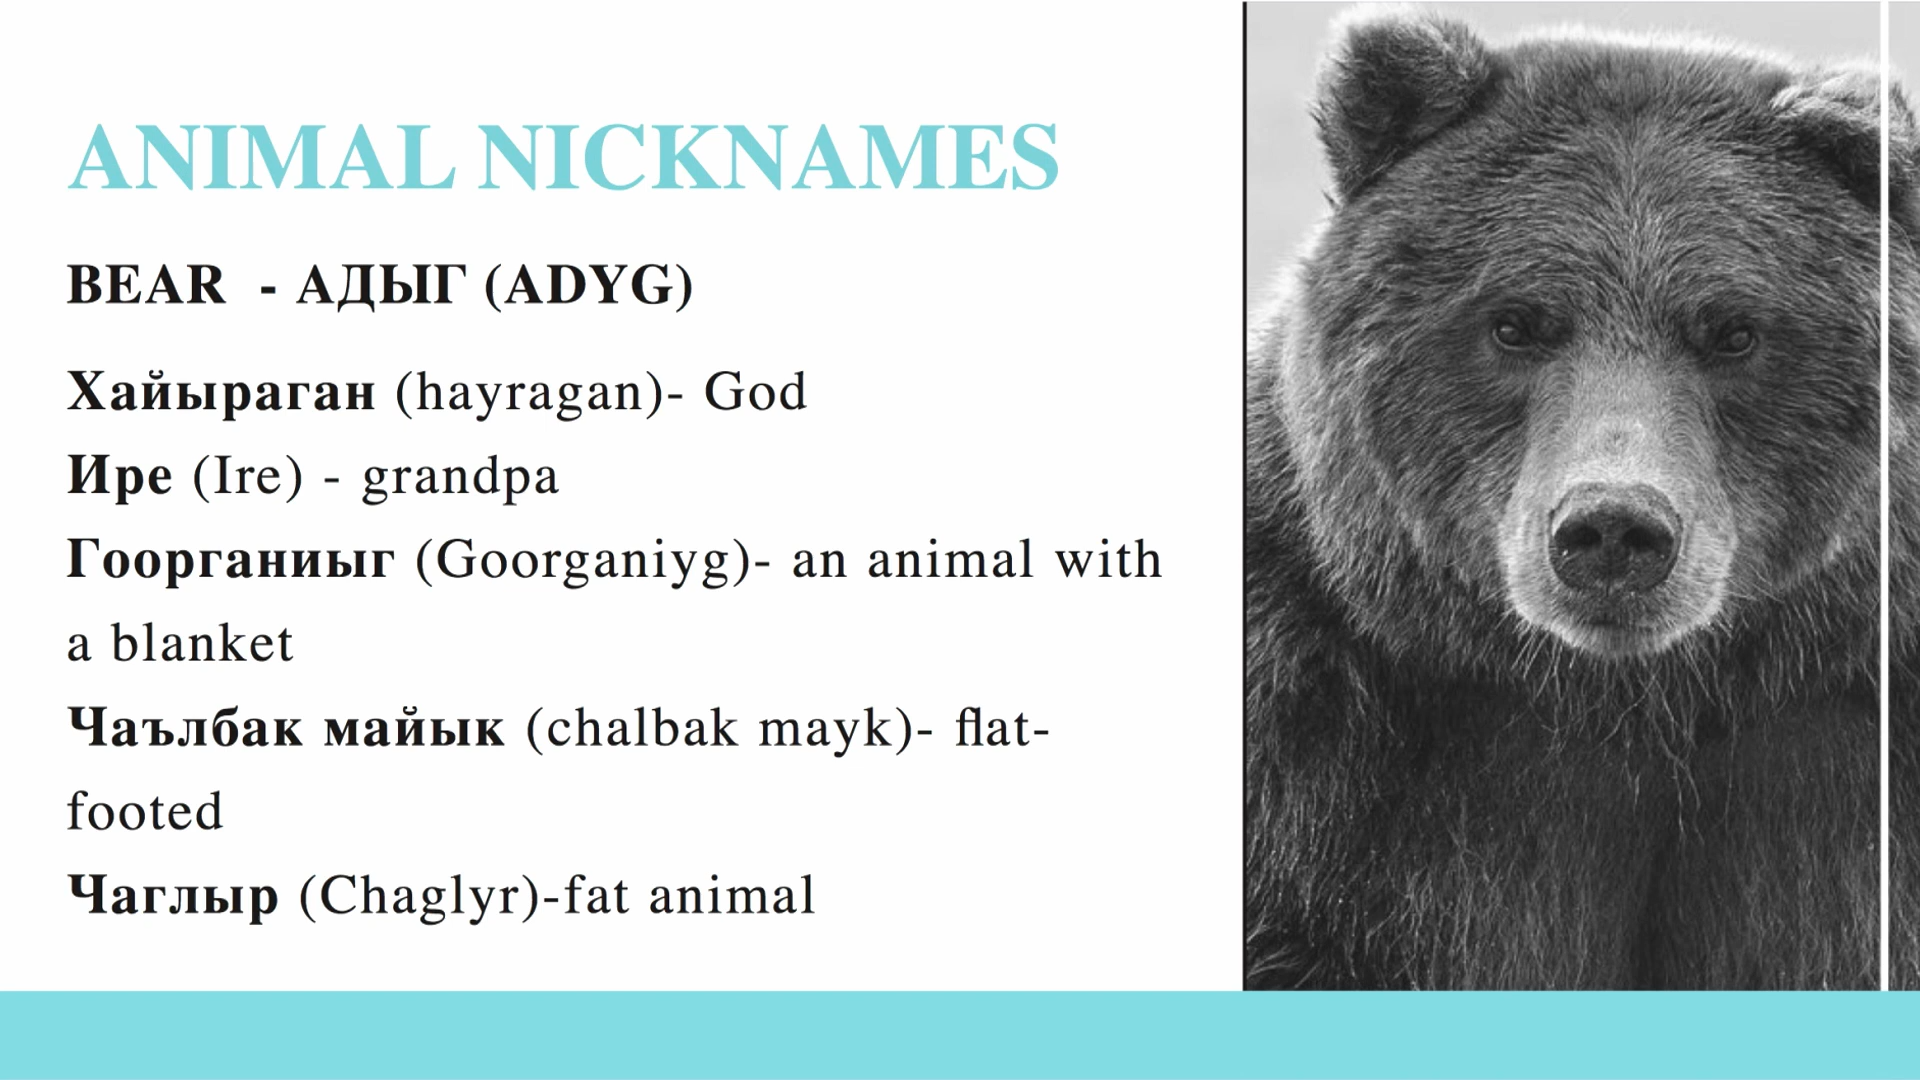 ANIMAL NICKNAMES
BEAR - АДЫГ (ADYG)
Хайыраган (hayragan)- God
Ире (Ire) - grandpa
Гоорганиыг (Goorganiyg)- an animal with
a blanket
Чаълбак майык (chalbak mayk)- flat-
footed
Чаглыр (Chaglyr)-fat animal